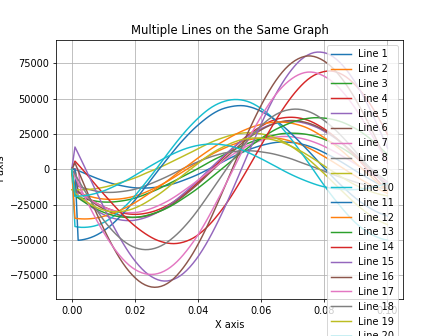 Multiple Lines on the Same Graph
75000
50000
25000
0
−25000
−50000
−75000
0.00
0.02
0.04
0.06
X axis
Line 1
Line 2
Line 3
Line 4
Line 5
Line 6
Line 7
Line 8
Line 9
Line 10
Line 11
Line 12
Line 13
Line 14
Line 15
Line 16
Line 17
Line 18
Line 19